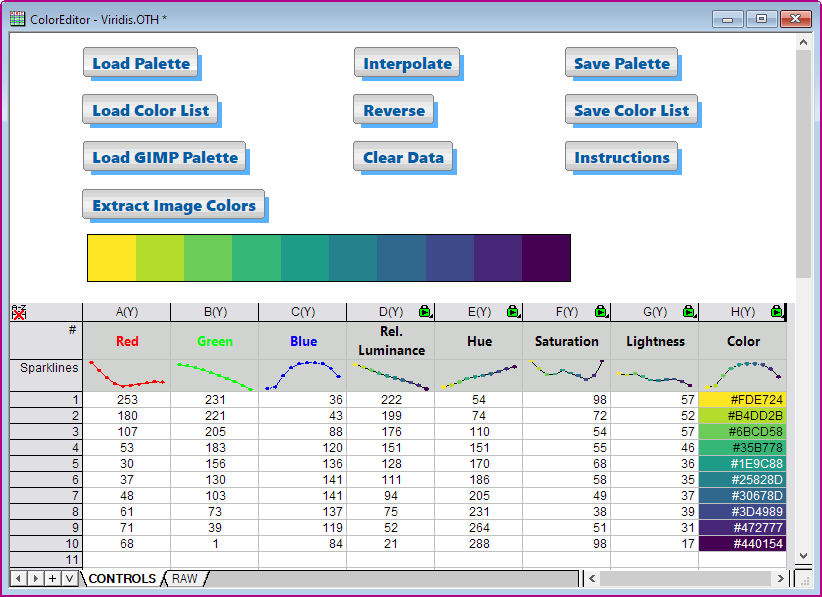 ColorEditor - Viridis.OTH *
Load Palette Interpolate Save Palette
Load Color List Reverse Save Color List
Load GIMP Palette Clear Data Instructions
Extract Image Colors
A(Y) B(Y) C(Y) D(Y) E(Y) F(Y) G(Y) H(Y)
# Red Green Blue Rel. Luminance Hue Saturation Lightness Color
Sparklines
1 253 231 36 222 54 98 57 #FDE724
2 180 221 43 199 74 72 52 #B4DD2B
3 107 205 88 176 110 54 57 #6BCD58
4 53 183 120 151 151 55 46 #35B778
5 30 156 136 128 170 68 36 #1E9C88
6 37 130 141 111 186 58 35 #25828D
7 48 103 141 94 205 49 37 #30678D
8 61 73 137 75 231 38 39 #3D4989
9 71 39 119 52 264 51 31 #472777
10 68 1 84 21 288 98 17 #440154
11
CONTROLS RAW